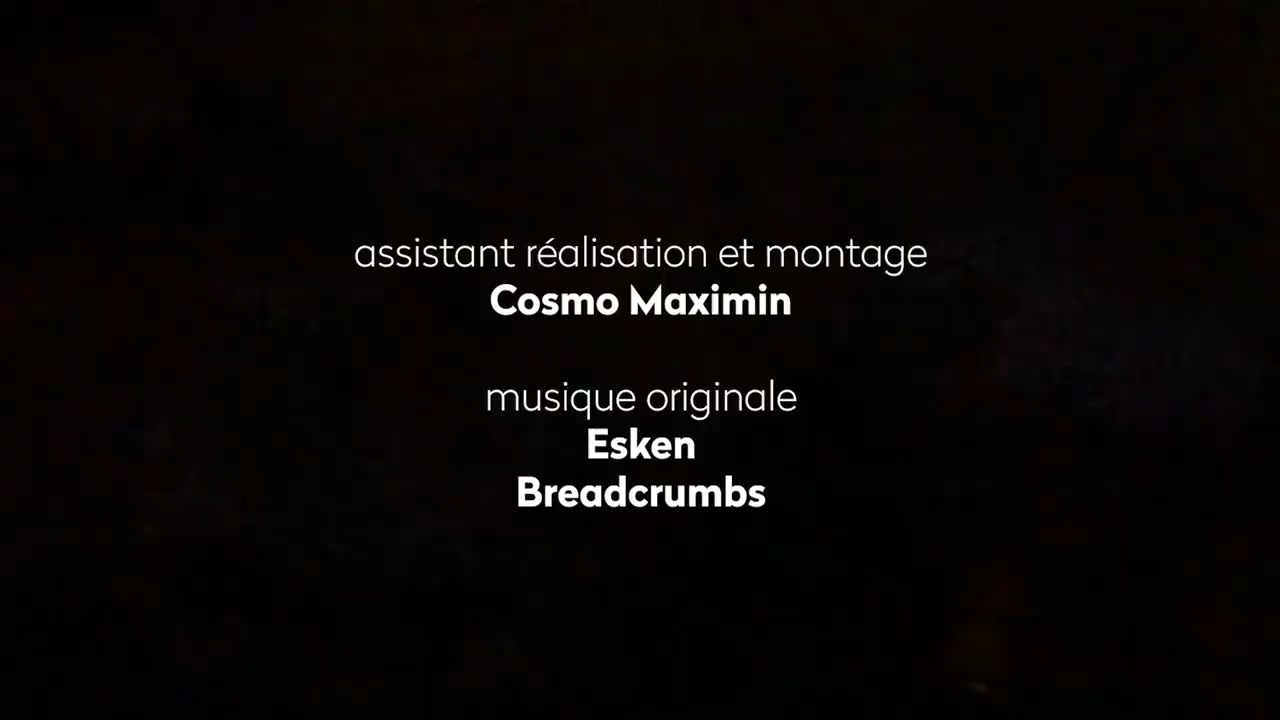 assistant réalisation et montage
Cosmo Maximin
musique originale
Esken
Breadcrumbs